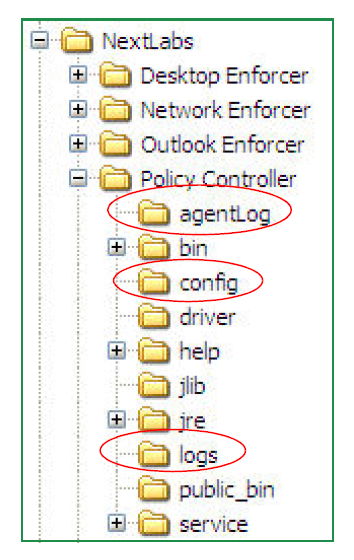 NextLabs
Desktop Enforcer
Network Enforcer
Outlook Enforcer
Policy Controller
agentLog
bin
config
driver
help
jlib
jre
logs
public_bin
service